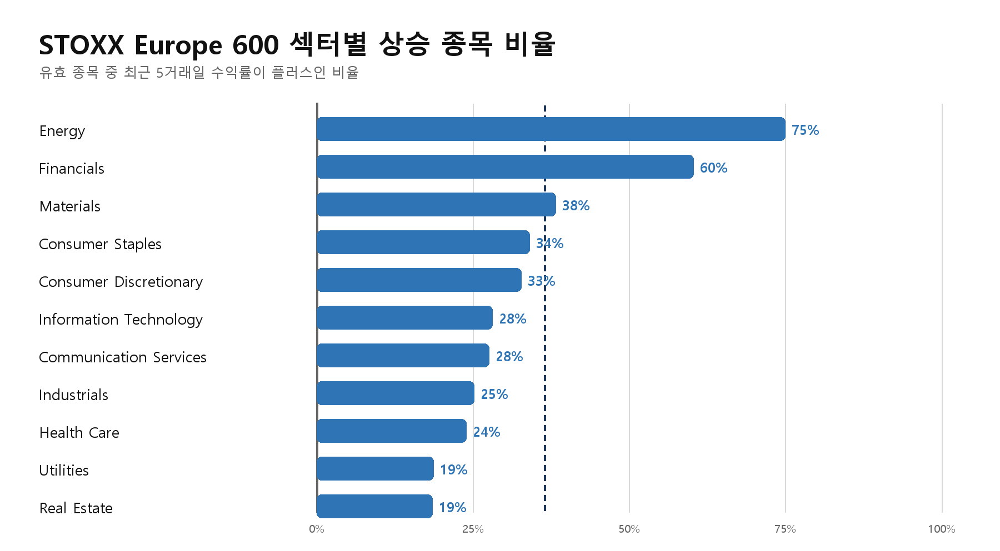 STOXX Europe 600 섹터별 상승 종목 비율
유효 종목 중 최근 5거래일 수익률이 플러스인 비율
Energy 75%
Financials 60%
Materials 38%
Consumer Staples 34%
Consumer Discretionary 33%
Information Technology 28%
Communication Services 28%
Industrials 25%
Health Care 24%
Utilities 19%
Real Estate 19%
0% 25% 50% 75% 100%